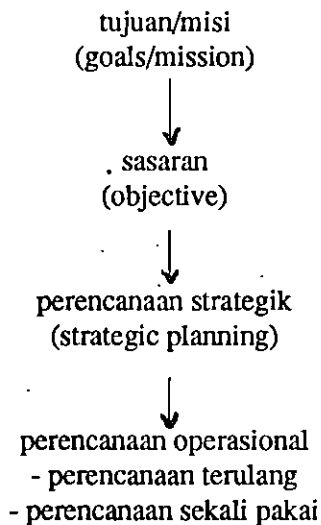 tujuan/misi
(goals/mission)
sasaran
(objective)
perencanaan strategik
(strategic planning)
perencanaan operasional
- perencanaan terulang
- perencanaan sekali pakai